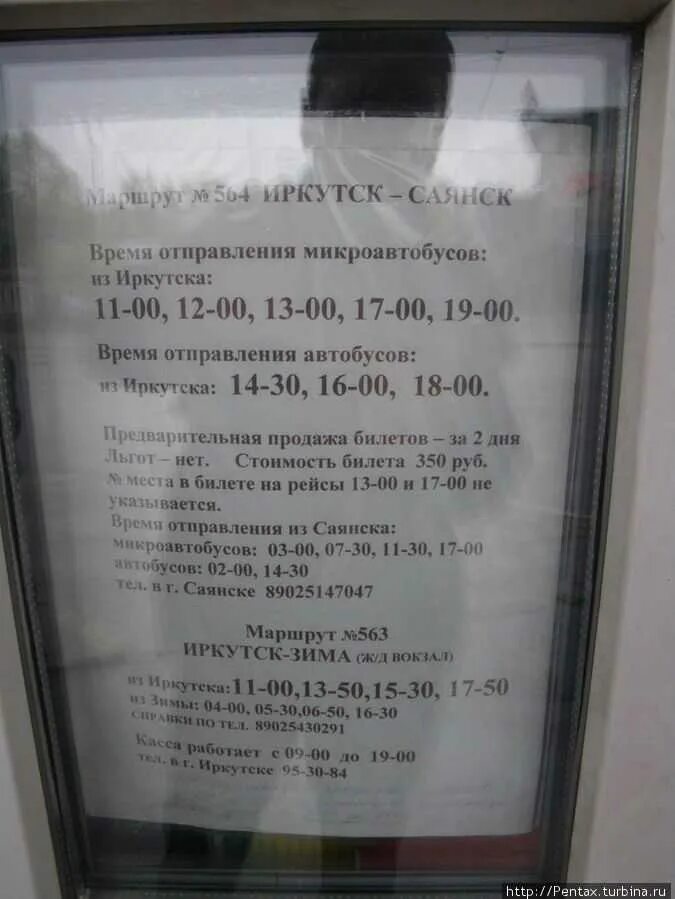 Маршрут № 564 ИРКУТСК – САЯНСК
Время отправления микроавтобусов:
из Иркутска:
11-00, 12-00, 13-00, 17-00, 19-00.
Время отправления автобусов:
из Иркутска: 14-30, 16-00, 18-00.
Предварительная продажа билетов – за 2 дня
Льгот – нет. Стоимость билета 350 руб.
№ места в билете на рейсы 13-00 и 17-00 не
указывается.
Время отправления из Саянска:
микроавтобусов: 03-00, 07-30, 11-30, 17-00
автобусов: 02-00, 14-30
тел. в г. Саянске 89025147047
Маршрут №563
ИРКУТСК-ЗИМА (Ж/Д ВОКЗАЛ)
из Иркутска: 11-00,13-50,15-30, 17-50
из Зимы: 04-00, 05-30,06-50, 16-30
СПРАВКИ ПО ТЕЛ. 89025430291
Касса работает с 09-00 до 19-00
тел. в г. Иркутске 95-30-84
http://Pentax.turbina.ru